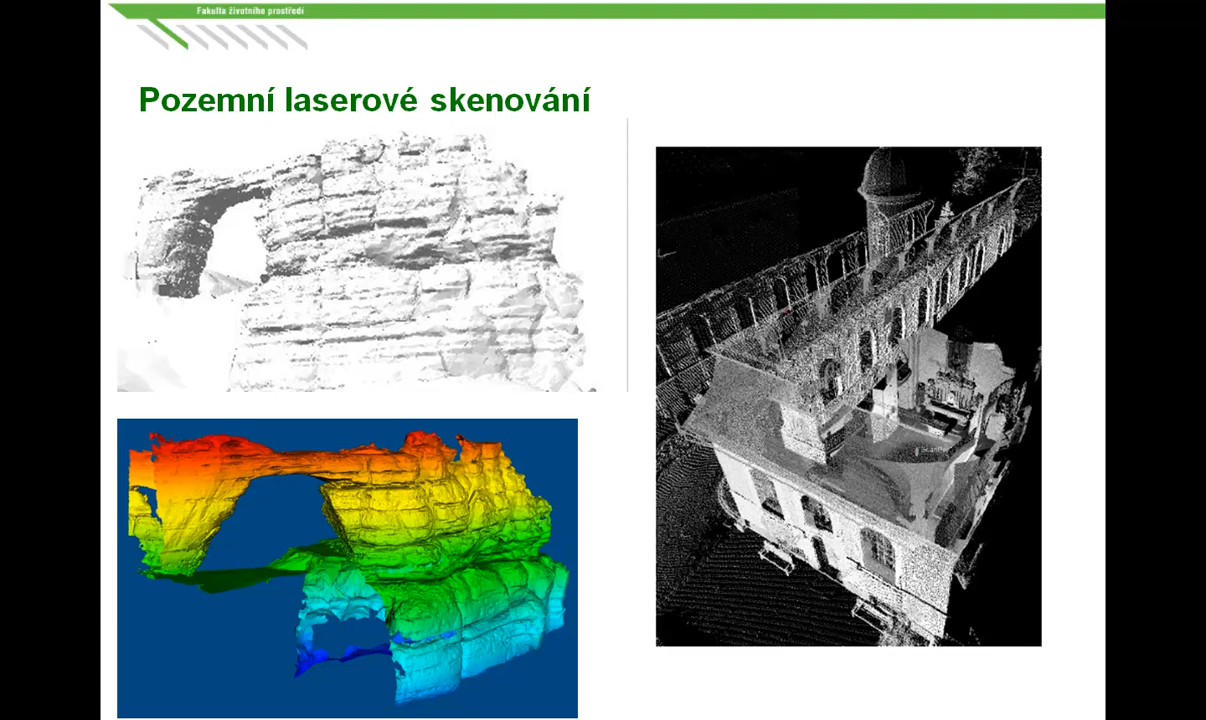 Fakulta životního prostředí
Pozemní laserové skenování